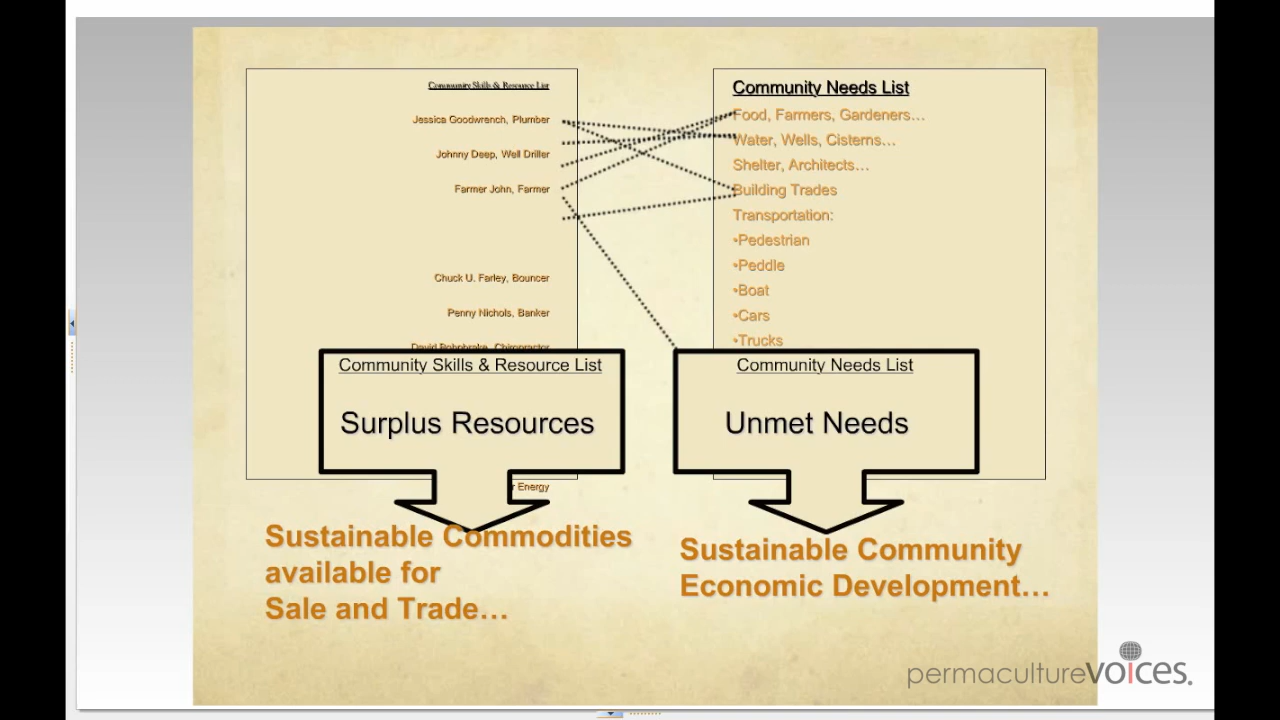 Community Skills & Resource List
Jessica Goodwrench, Plumber
Johnny Deep, Well Driller
Farmer John, Farmer
Chuck U. Farley, Bouncer
Penny Nichols, Banker
David
Community Skills & Resource List
Surplus Resources
Energy
Sustainable Commodities
available for
Sale and Trade…
Community Needs List
Food, Farmers, Gardeners…
Water, Wells, Cisterns…
Shelter, Architects…
Building Trades
Transportation:
•Pedestrian
•Peddle
•Boat
•Cars
•Trucks
Community Needs List
Unmet Needs
Sustainable Community
Economic Development…
permacultureVOICES.